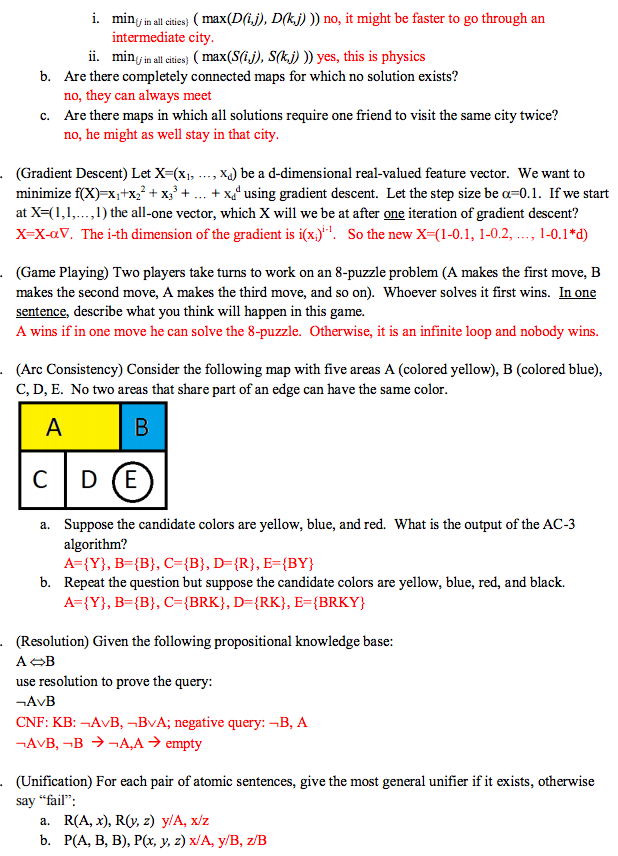 i. min{j in all cities} ( max(D(i,j), D(k,j) )) no, it might be faster to go through an
intermediate city.
ii. min{j in all cities} ( max(S(i,j), S(k,j) )) yes, this is physics
b. Are there completely connected maps for which no solution exists?
no, they can always meet
c. Are there maps in which all solutions require one friend to visit the same city twice?
no, he might as well stay in that city.
. (Gradient Descent) Let X=(x₁, …, x_d) be a d-dimensional real-valued feature vector. We want to
minimize f(X)=x₁+x₂² + x₃³ + … + x_d^d using gradient descent. Let the step size be α=0.1. If we start
at X=(1,1,…,1) the all-one vector, which X will we be at after one iteration of gradient descent?
X=X-α∇. The i-th dimension of the gradient is i(xᵢ)ⁱ⁻¹. So the new X=(1-0.1, 1-0.2, …, 1-0.1*d)
. (Game Playing) Two players take turns to work on an 8-puzzle problem (A makes the first move, B
makes the second move, A makes the third move, and so on). Whoever solves it first wins. In one
sentence, describe what you think will happen in this game.
A wins if in one move he can solve the 8-puzzle. Otherwise, it is an infinite loop and nobody wins.
. (Arc Consistency) Consider the following map with five areas A (colored yellow), B (colored blue),
C, D, E. No two areas that share part of an edge can have the same color.
A B
C D E
a. Suppose the candidate colors are yellow, blue, and red. What is the output of the AC-3
algorithm?
A={Y}, B={B}, C={B}, D={R}, E={BY}
b. Repeat the question but suppose the candidate colors are yellow, blue, red, and black.
A={Y}, B={B}, C={BRK}, D={RK}, E={BRKY}
. (Resolution) Given the following propositional knowledge base:
A⇔B
use resolution to prove the query:
¬A∨B
CNF: KB: ¬A∨B, ¬B∨A; negative query: ¬B, A
¬A∨B, ¬B → ¬A,A → empty
. (Unification) For each pair of atomic sentences, give the most general unifier if it exists, otherwise
say “fail”:
a. R(A, x), R(y, z) y/A, x/z
b. P(A, B, B), P(x, y, z) x/A, y/B, z/B